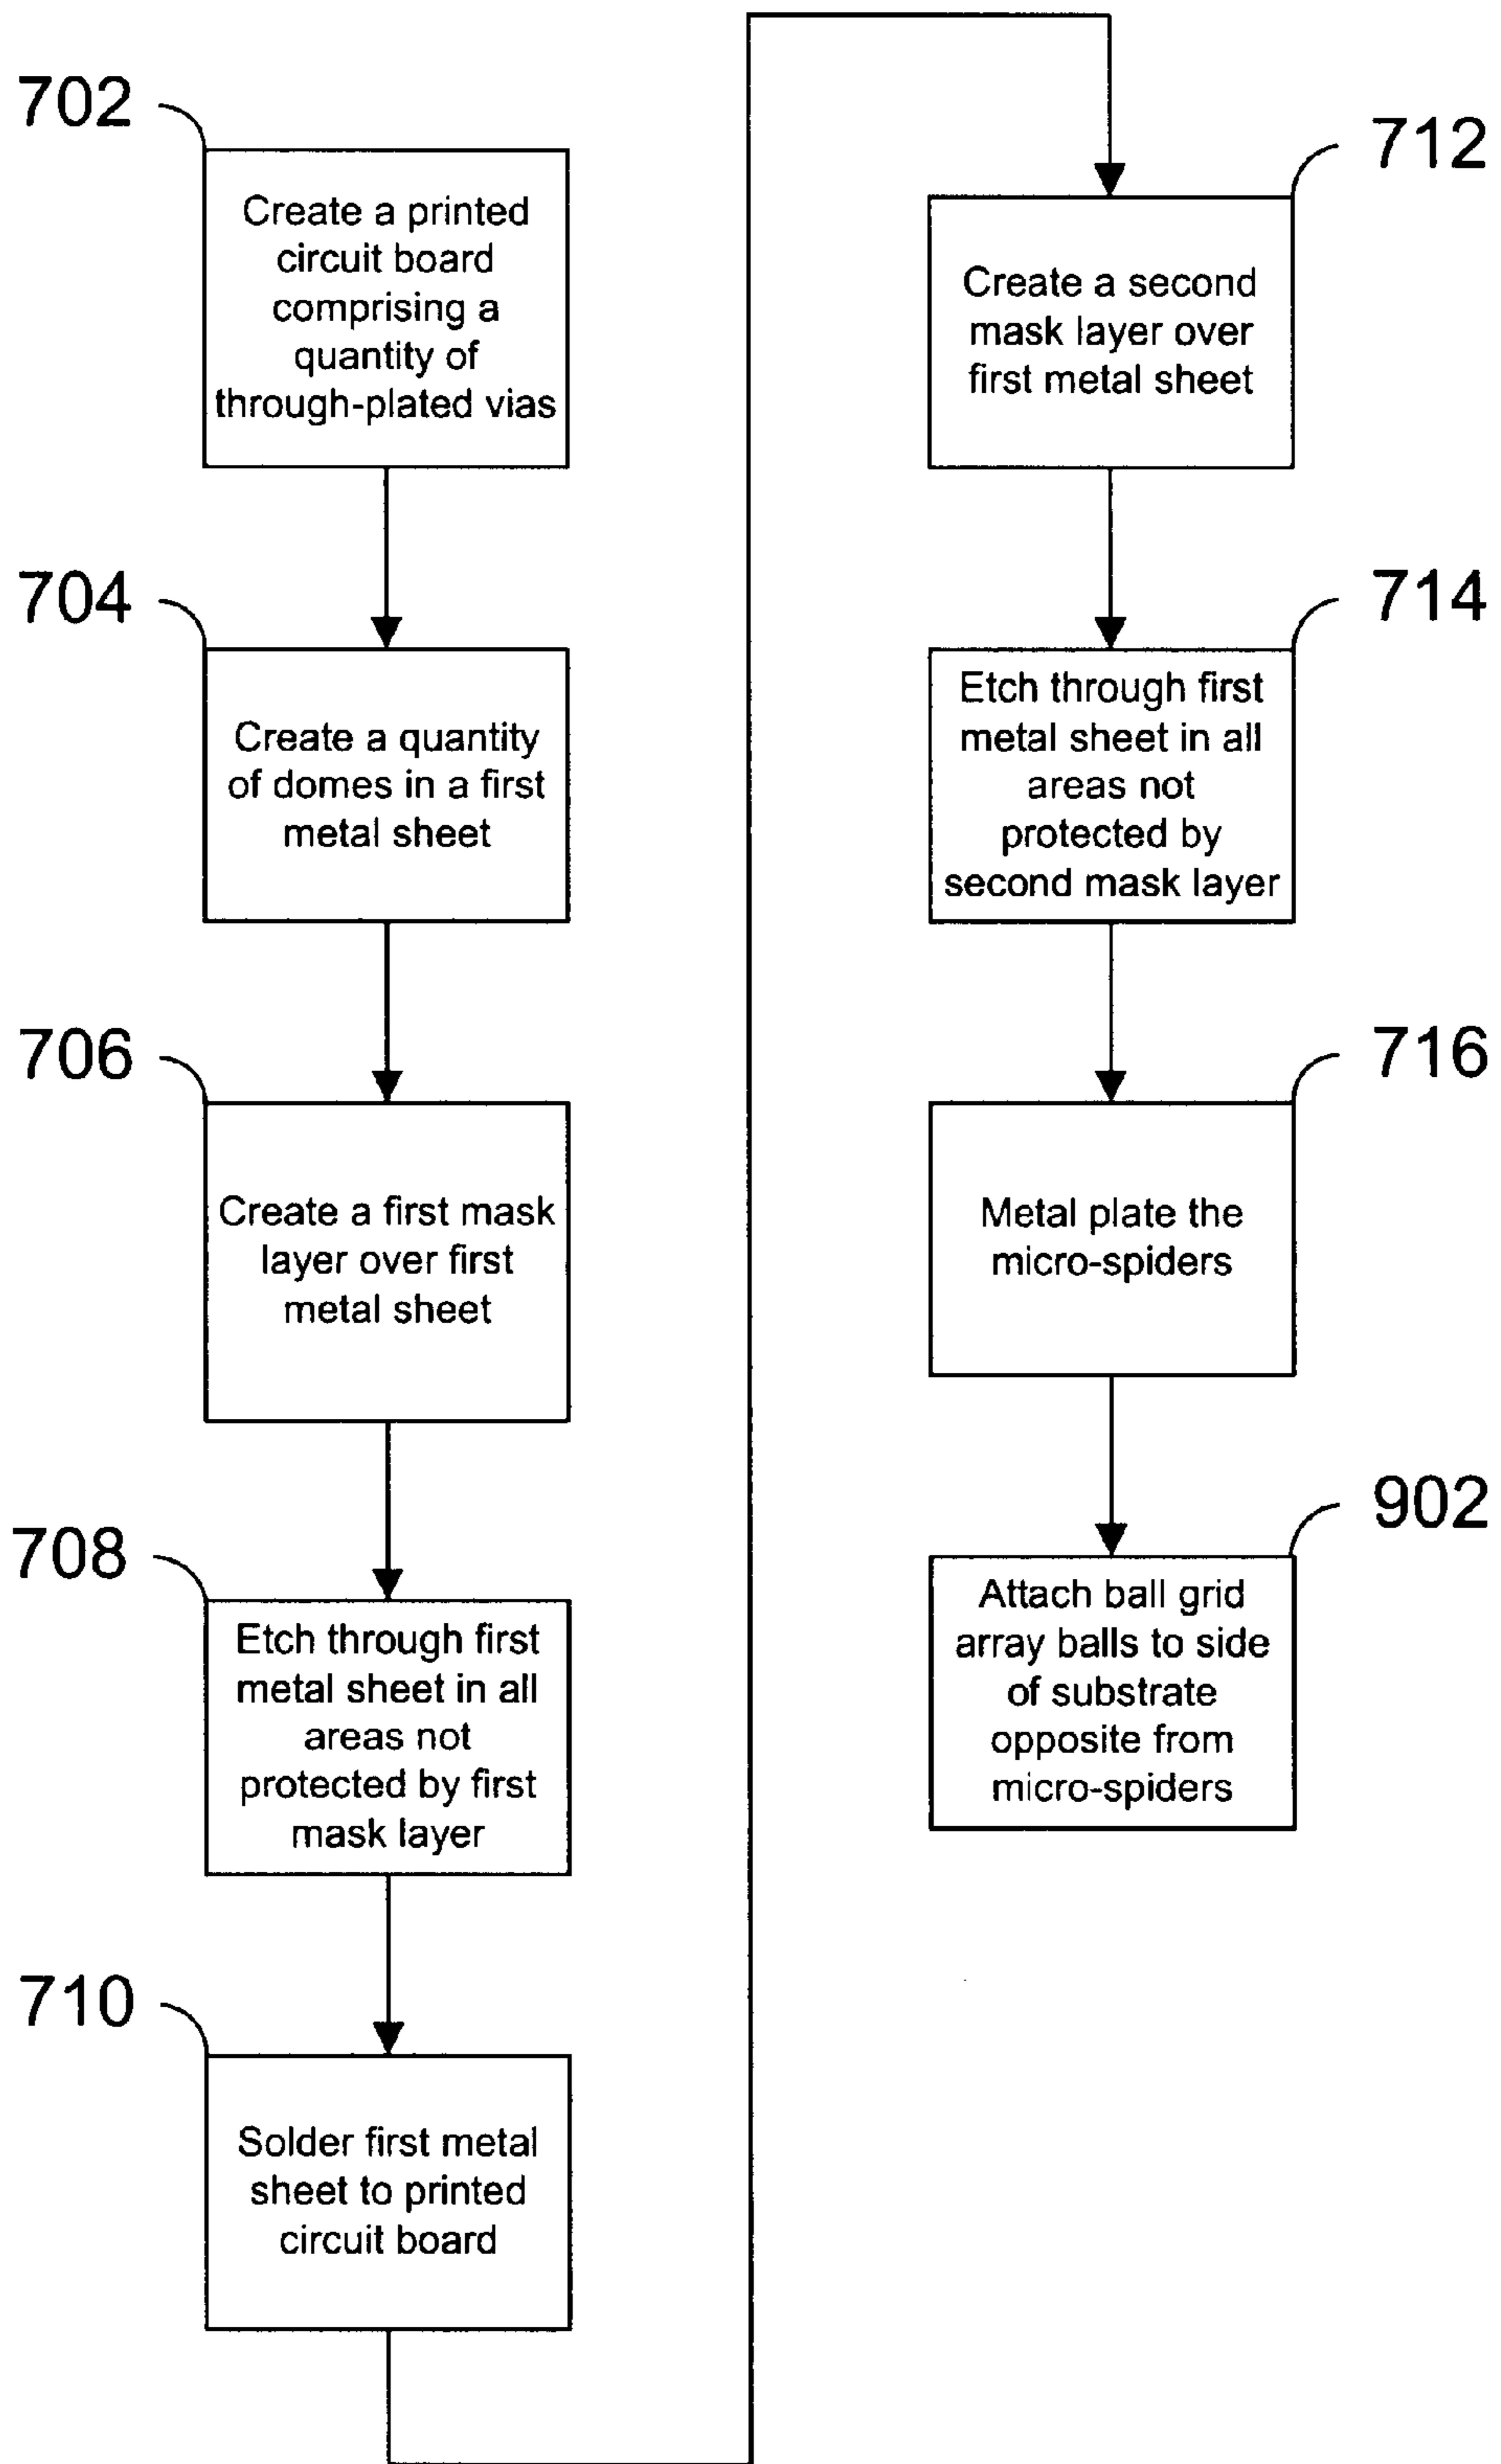 702
Create a printed
circuit board
comprising a
quantity of
through-plated vias
704
Create a quantity
of domes in a first
metal sheet
706
Create a first mask
layer over first
metal sheet
708
Etch through first
metal sheet in all
areas not
protected by first
mask layer
710
Solder first metal
sheet to printed
circuit board
712
Create a second
mask layer over
first metal sheet
714
Etch through first
metal sheet in all
areas not
protected by
second mask layer
716
Metal plate the
micro-spiders
902
Attach ball grid
array balls to side
of substrate
opposite from
micro-spiders